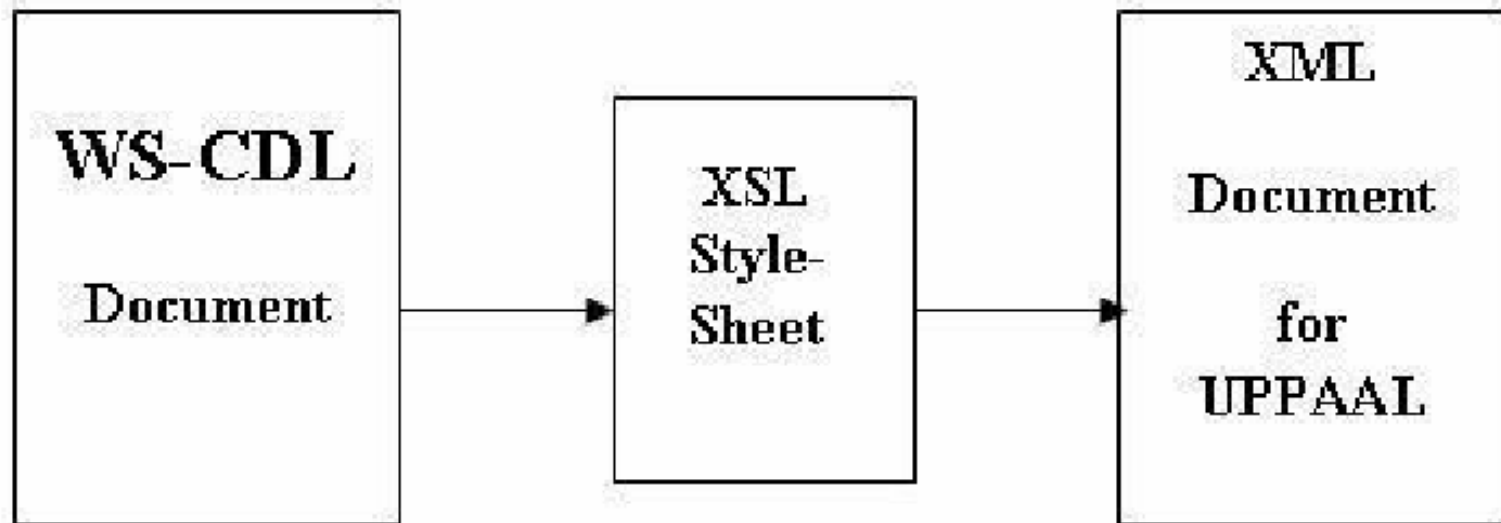 WS-CDL
Document
XSL
Style-
Sheet
XML
Document
for
UPPAAL